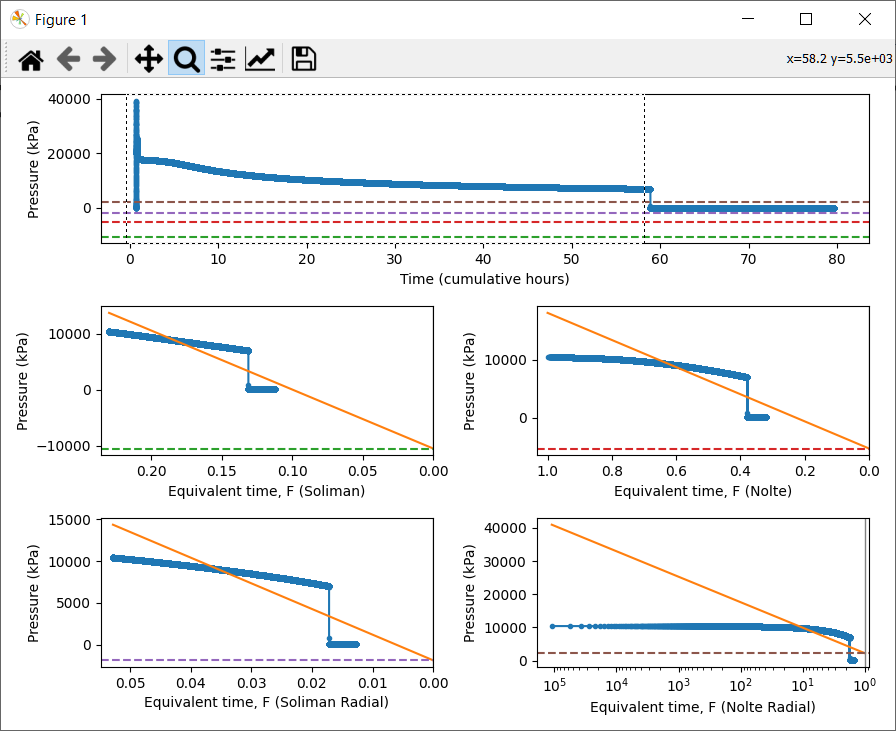 Figure 1
x=58.2 y=5.5e+03
40000
20000
0
Pressure (kPa)
0 10 20 30 40 50 60 70 80
Time (cumulative hours)
10000
0
−10000
Pressure (kPa)
0.20 0.15 0.10 0.05 0.00
Equivalent time, F (Soliman)
10000
0
Pressure (kPa)
1.0 0.8 0.6 0.4 0.2 0.0
Equivalent time, F (Nolte)
15000
10000
5000
0
Pressure (kPa)
0.05 0.04 0.03 0.02 0.01 0.00
Equivalent time, F (Soliman Radial)
40000
30000
20000
10000
0
Pressure (kPa)
10⁵ 10⁴ 10³ 10² 10¹ 10⁰
Equivalent time, F (Nolte Radial)